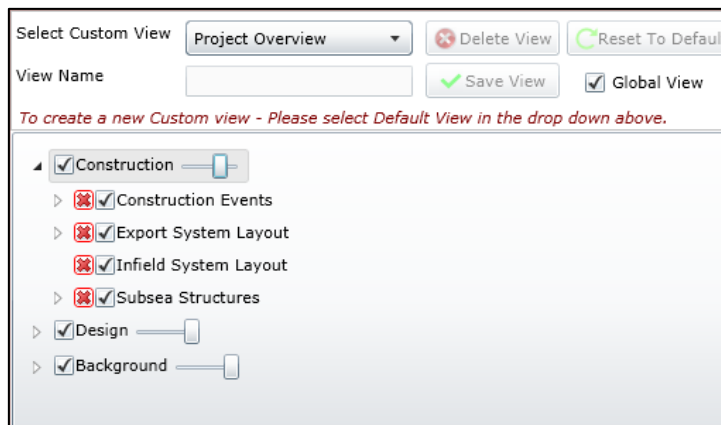 Select Custom View Project Overview Delete View Reset To Defaul
View Name Save View Global View
To create a new Custom view - Please select Default View in the drop down above.
Construction
Construction Events
Export System Layout
Infield System Layout
Subsea Structures
Design
Background